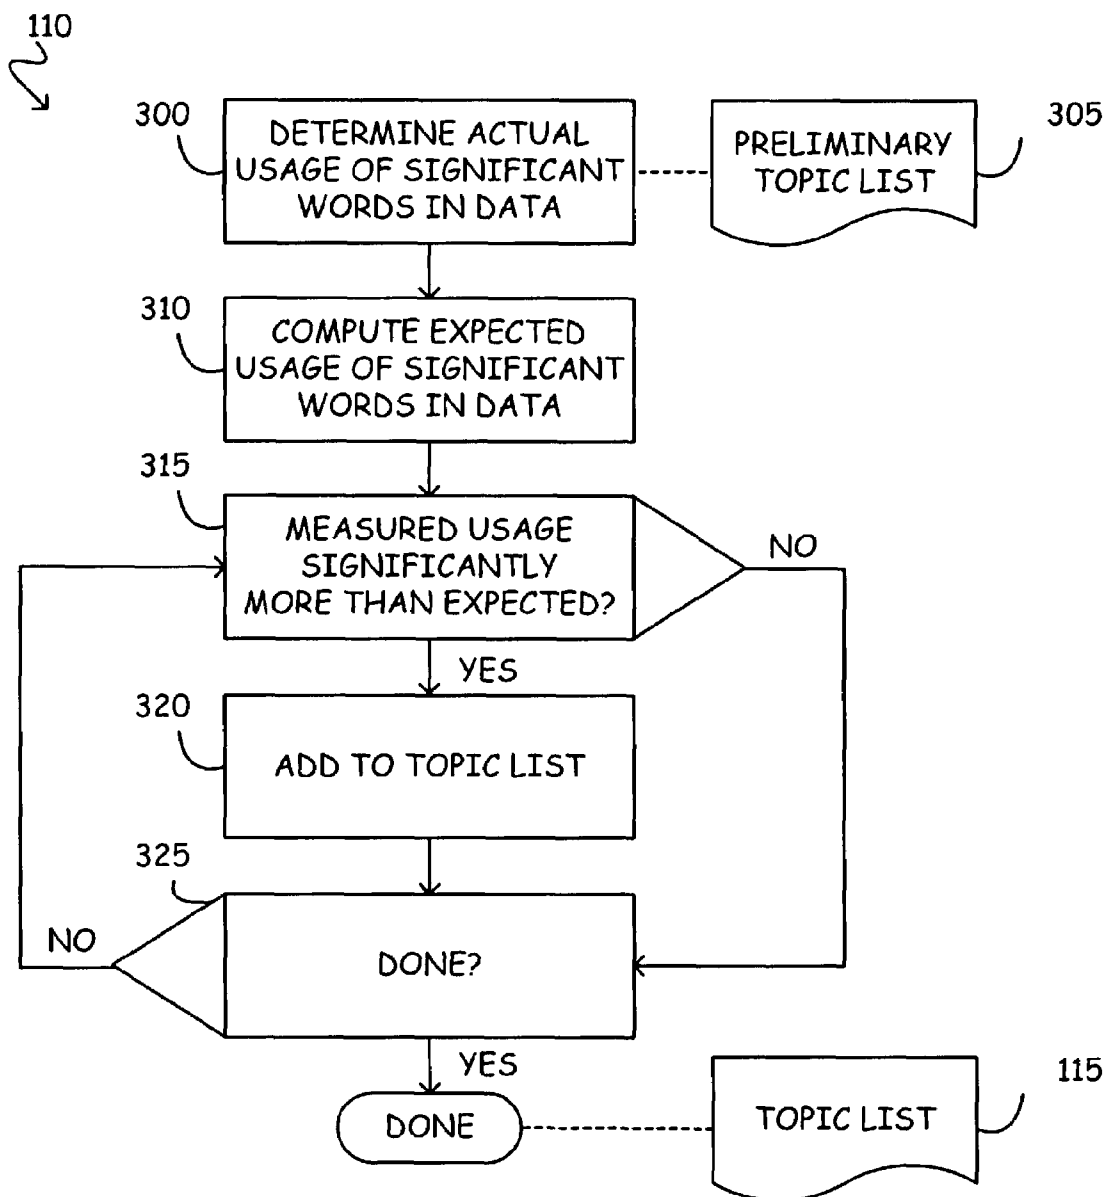 110
300
DETERMINE ACTUAL
USAGE OF SIGNIFICANT
WORDS IN DATA
PRELIMINARY
TOPIC LIST
305
310
COMPUTE EXPECTED
USAGE OF SIGNIFICANT
WORDS IN DATA
315
MEASURED USAGE
SIGNIFICANTLY
MORE THAN EXPECTED?
NO
YES
320
ADD TO TOPIC LIST
325
NO
DONE?
YES
DONE
TOPIC LIST
115